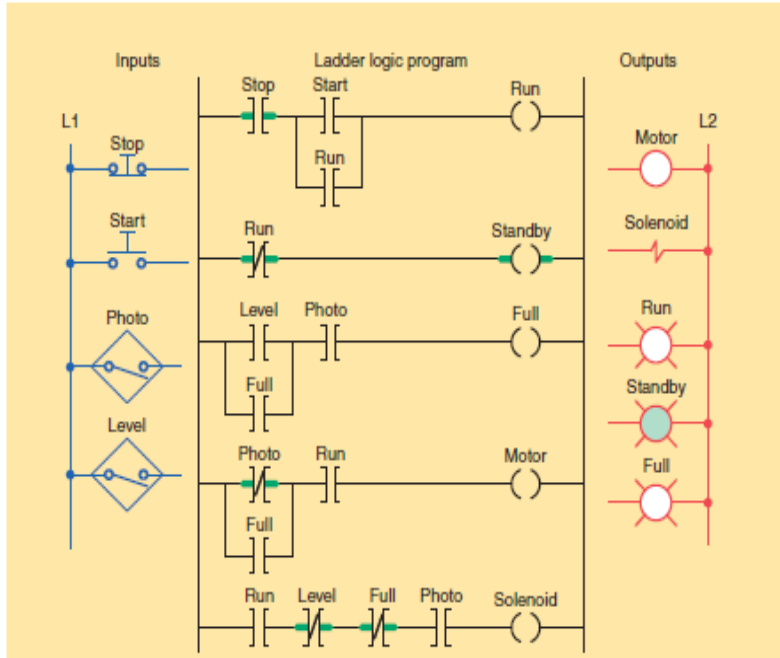 Inputs
Ladder logic program
Outputs
L1
Stop
Start
Photo
Level
Stop Start Run
Run
Run Standby
Level Photo Full
Full
Photo Run Motor
Full
Run Level Full Photo Solenoid
L2
Motor
Solenoid
Run
Standby
Full